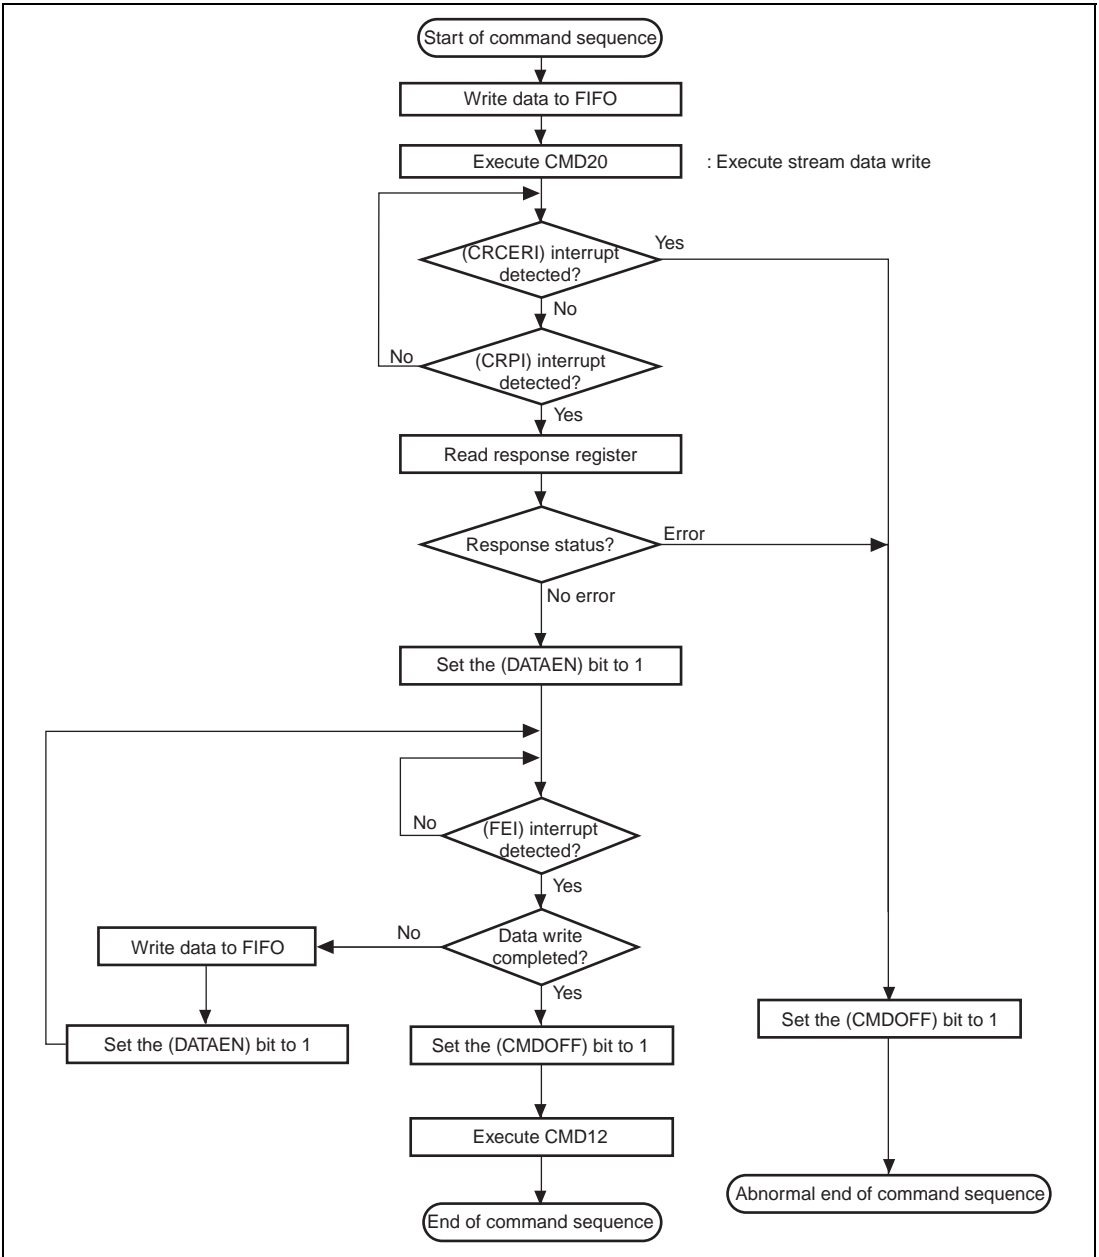 Start of command sequence
Write data to FIFO
Execute CMD20
: Execute stream data write
(CRCERI) interrupt
detected?
Yes
No
(CRPI) interrupt
detected?
No
Yes
Read response register
Response status?
Error
No error
Set the (DATAEN) bit to 1
(FEI) interrupt
detected?
No
Yes
Data write
completed?
No
Write data to FIFO
Yes
Set the (DATAEN) bit to 1
Set the (CMDOFF) bit to 1
Set the (CMDOFF) bit to 1
Execute CMD12
Abnormal end of command sequence
End of command sequence